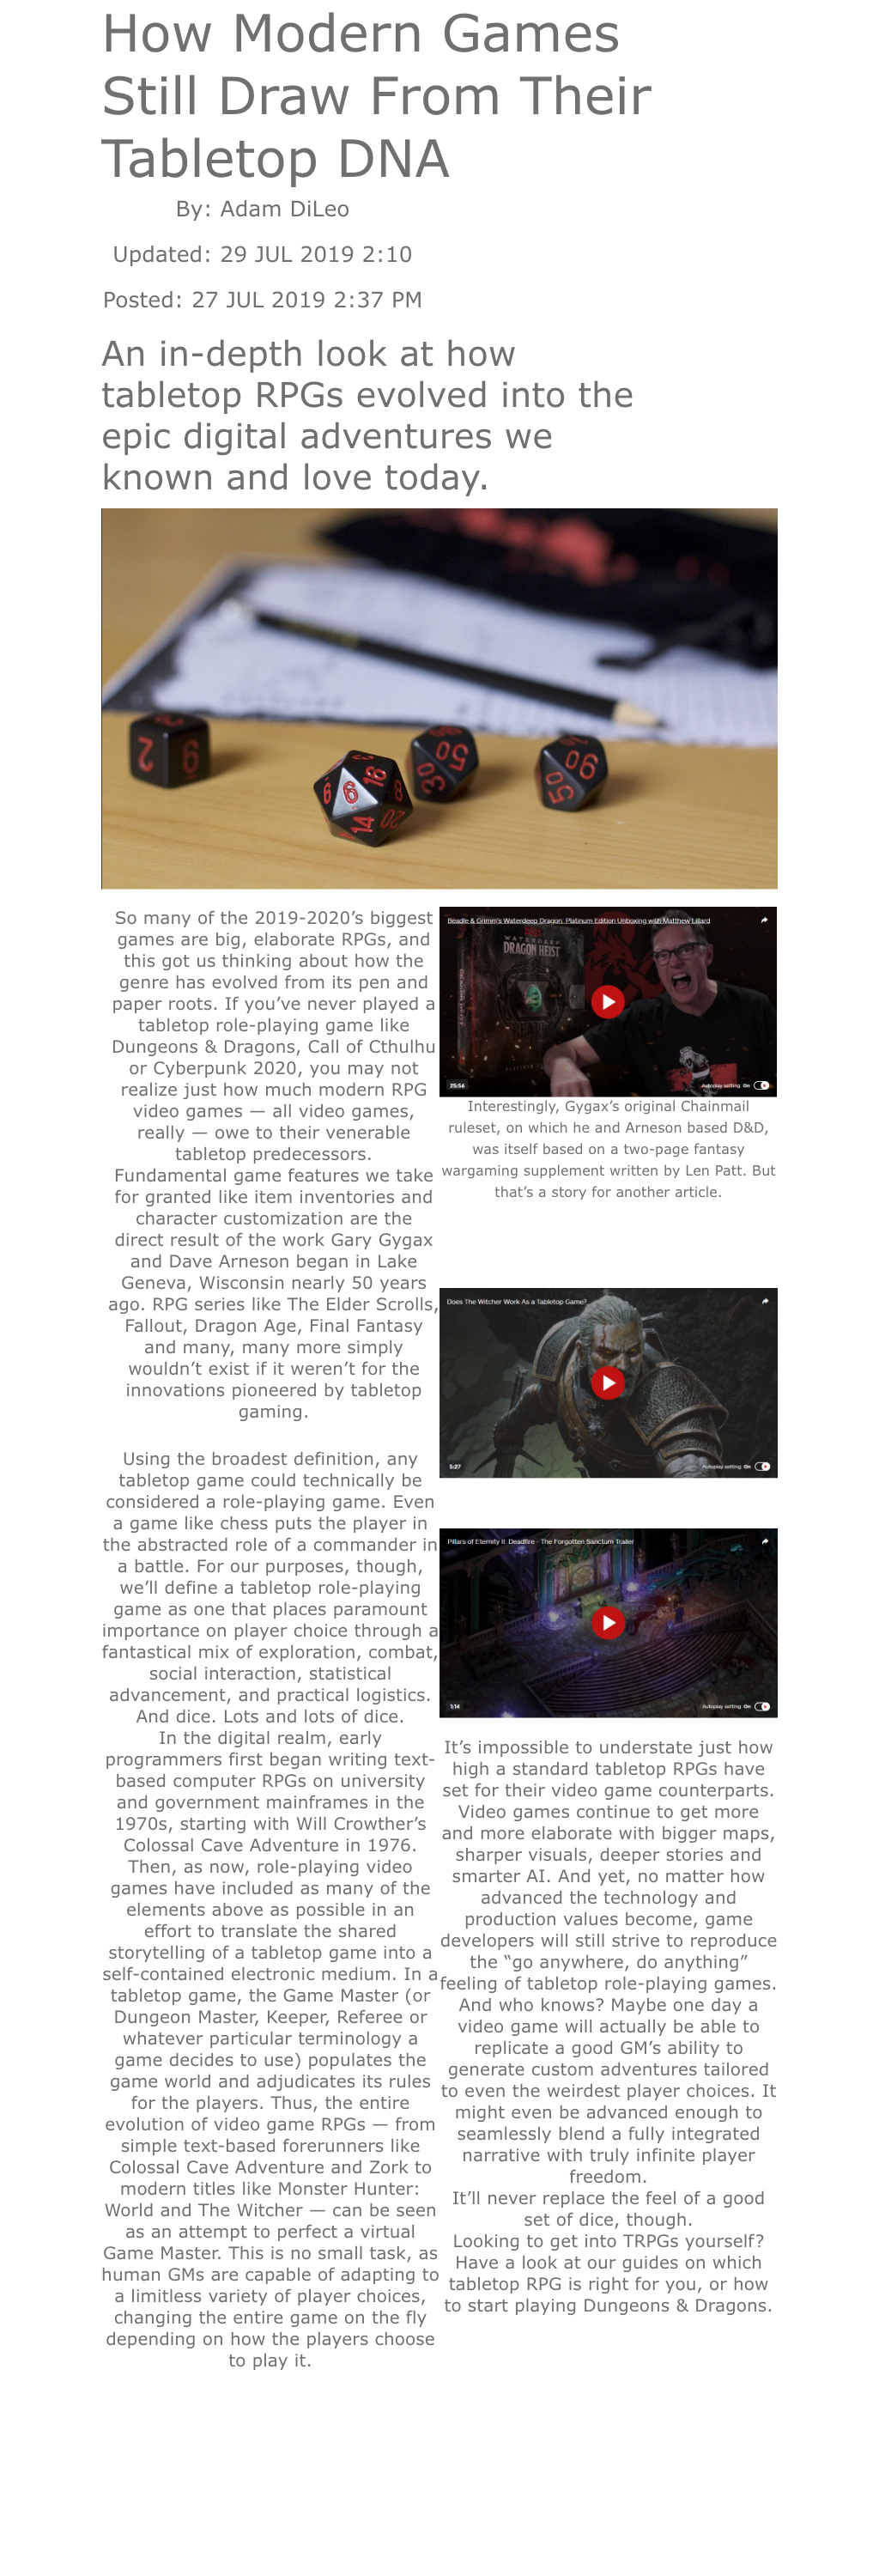 How Modern Games
Still Draw From Their
Tabletop DNA
By: Adam DiLeo
Updated: 29 JUL 2019 2:10
Posted: 27 JUL 2019 2:37 PM
An in-depth look at how
tabletop RPGs evolved into the
epic digital adventures we
known and love today.
2
9
6
6
16
8
14
20
30
50
50
90
So many of the 2019-2020’s biggest
games are big, elaborate RPGs, and
this got us thinking about how the
genre has evolved from its pen and
paper roots. If you’ve never played a
tabletop role-playing game like
Dungeons & Dragons, Call of Cthulhu
or Cyberpunk 2020, you may not
realize just how much modern RPG
video games — all video games,
really — owe to their venerable
tabletop predecessors.
Fundamental game features we take
for granted like item inventories and
character customization are the
direct result of the work Gary Gygax
and Dave Arneson began in Lake
Geneva, Wisconsin nearly 50 years
ago. RPG series like The Elder Scrolls,
Fallout, Dragon Age, Final Fantasy
and many, many more simply
wouldn’t exist if it weren’t for the
innovations pioneered by tabletop
gaming.
Using the broadest definition, any
tabletop game could technically be
considered a role-playing game. Even
a game like chess puts the player in
the abstracted role of a commander in
a battle. For our purposes, though,
we’ll define a tabletop role-playing
game as one that places paramount
importance on player choice through a
fantastical mix of exploration, combat,
social interaction, statistical
advancement, and practical logistics.
And dice. Lots and lots of dice.
In the digital realm, early
programmers first began writing text-
based computer RPGs on university
and government mainframes in the
1970s, starting with Will Crowther’s
Colossal Cave Adventure in 1976.
Then, as now, role-playing video
games have included as many of the
elements above as possible in an
effort to translate the shared
storytelling of a tabletop game into a
self-contained electronic medium. In a
tabletop game, the Game Master (or
Dungeon Master, Keeper, Referee or
whatever particular terminology a
game decides to use) populates the
game world and adjudicates its rules
for the players. Thus, the entire
evolution of video game RPGs — from
simple text-based forerunners like
Colossal Cave Adventure and Zork to
modern titles like Monster Hunter:
World and The Witcher — can be seen
as an attempt to perfect a virtual
Game Master. This is no small task, as
human GMs are capable of adapting to
a limitless variety of player choices,
changing the entire game on the fly
depending on how the players choose
to play it.
Beadle & Grimm's Waterdeep Dragon: Platinum Edition Unboxing with Matthew Lillard
WATERDEEP
DRAGON HEIST
25:56
Autoplay setting: On
Interestingly, Gygax’s original Chainmail
ruleset, on which he and Arneson based D&D,
was itself based on a two-page fantasy
wargaming supplement written by Len Patt. But
that’s a story for another article.
Does The Witcher Work As a Tabletop Game?
5:27
Autoplay setting: On
Pillars of Eternity II: Deadfire - The Forgotten Sanctum Trailer
1:14
Autoplay setting: On
It’s impossible to understate just how
high a standard tabletop RPGs have
set for their video game counterparts.
Video games continue to get more
and more elaborate with bigger maps,
sharper visuals, deeper stories and
smarter AI. And yet, no matter how
advanced the technology and
production values become, game
developers will still strive to reproduce
the “go anywhere, do anything”
feeling of tabletop role-playing games.
And who knows? Maybe one day a
video game will actually be able to
replicate a good GM’s ability to
generate custom adventures tailored
to even the weirdest player choices. It
might even be advanced enough to
seamlessly blend a fully integrated
narrative with truly infinite player
freedom.
It’ll never replace the feel of a good
set of dice, though.
Looking to get into TRPGs yourself?
Have a look at our guides on which
tabletop RPG is right for you, or how
to start playing Dungeons & Dragons.